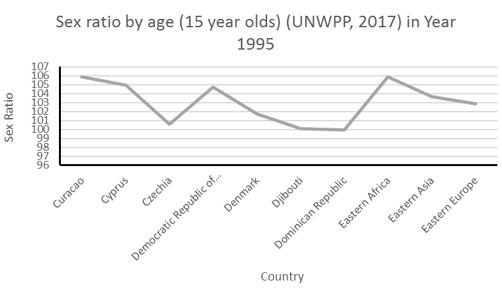 Sex ratio by age (15 year olds) (UNWPP, 2017) in Year
1995
107
106
105
104
103
102
101
100
99
98
97
96
Sex Ratio
Curacao
Cyprus
Czechia
Democratic Republic of...
Denmark
Djibouti
Dominican Republic
Eastern Africa
Eastern Asia
Eastern Europe
Country